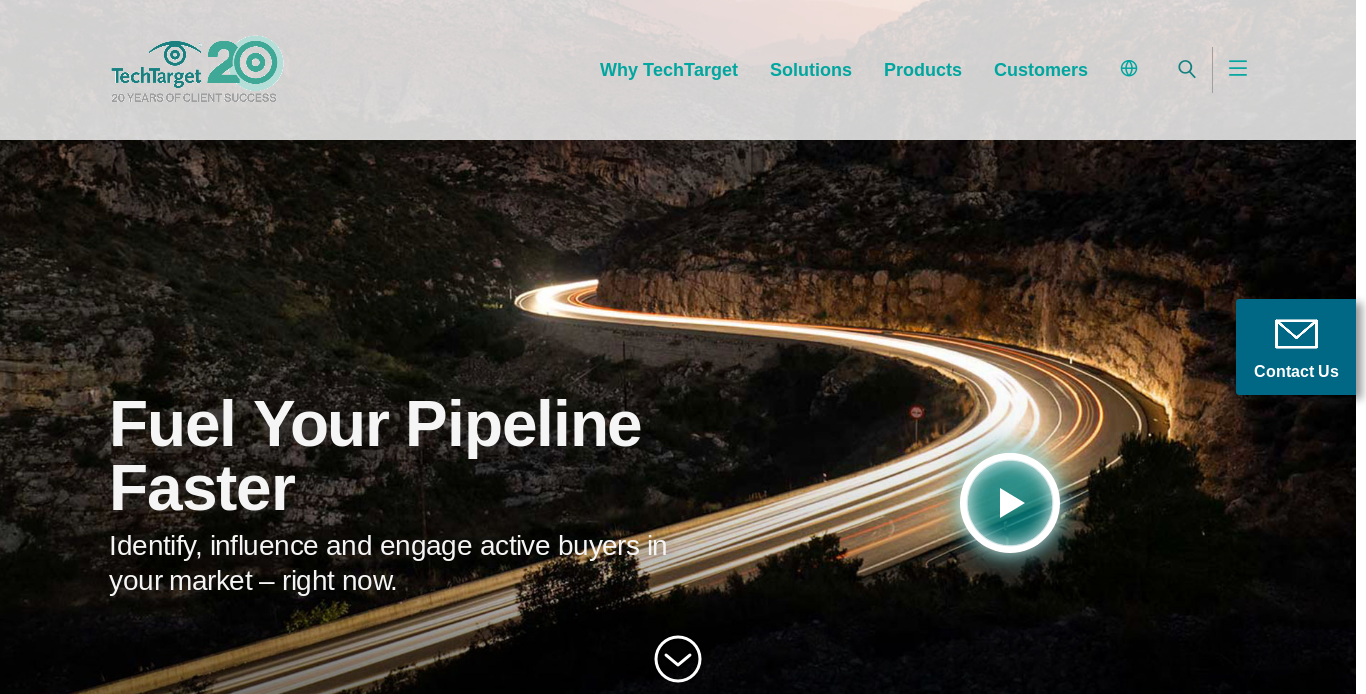 TechTarget 20
20 YEARS OF CLIENT SUCCESS
Why TechTarget
Solutions
Products
Customers
Contact Us
Fuel Your Pipeline
Faster
Identify, influence and engage active buyers in
your market – right now.